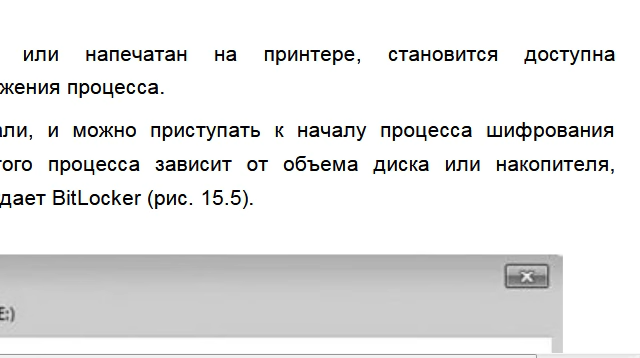 или напечатан на принтере, становится доступна
жения процесса.
али, и можно приступать к началу процесса шифрования
того процесса зависит от объема диска или накопителя,
дает BitLocker (рис. 15.5).
E:)